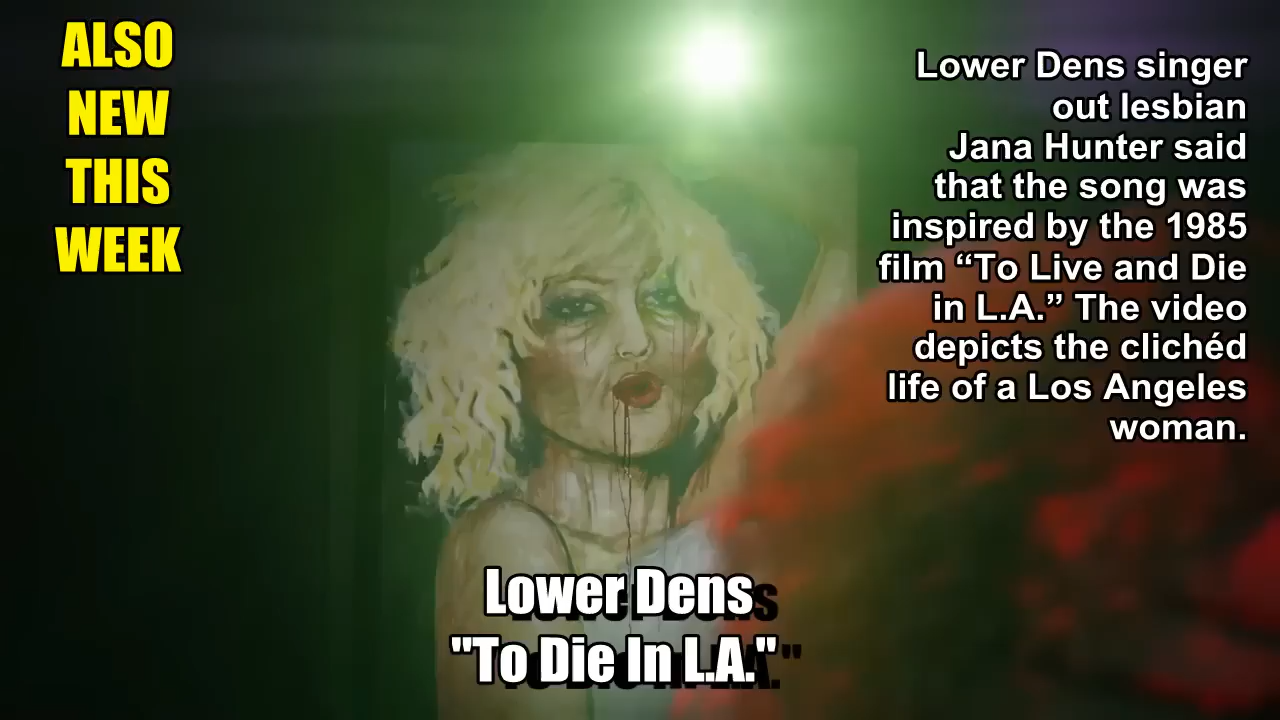 ALSO
NEW
THIS
WEEK
Lower Dens singer
out lesbian
Jana Hunter said
that the song was
inspired by the 1985
film “To Live and Die
in L.A.” The video
depicts the clichéd
life of a Los Angeles
woman.
Lower Dens
"To Die In L.A."